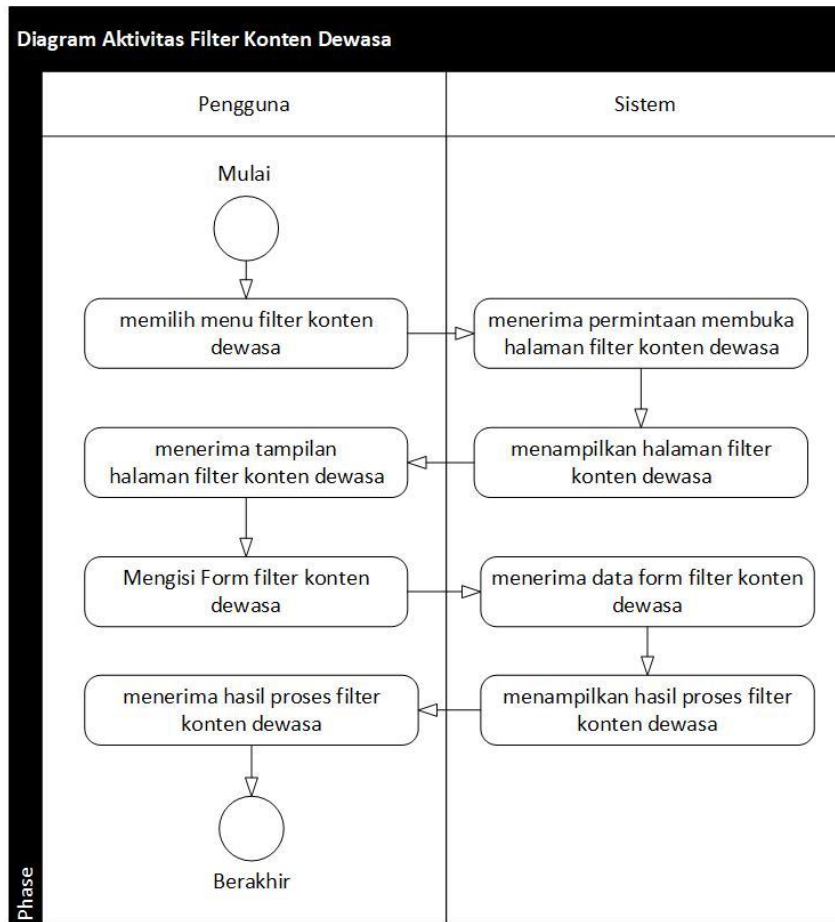 Diagram Aktivitas Filter Konten Dewasa
Pengguna
Sistem
Mulai
memilih menu filter konten
dewasa
menerima permintaan membuka
halaman filter konten dewasa
menampilkan halaman filter
konten dewasa
menerima tampilan
halaman filter konten dewasa
Mengisi Form filter konten
dewasa
menerima data form filter konten
dewasa
menampilkan hasil proses filter
konten dewasa
menerima hasil proses filter
konten dewasa
Berakhir
Phase